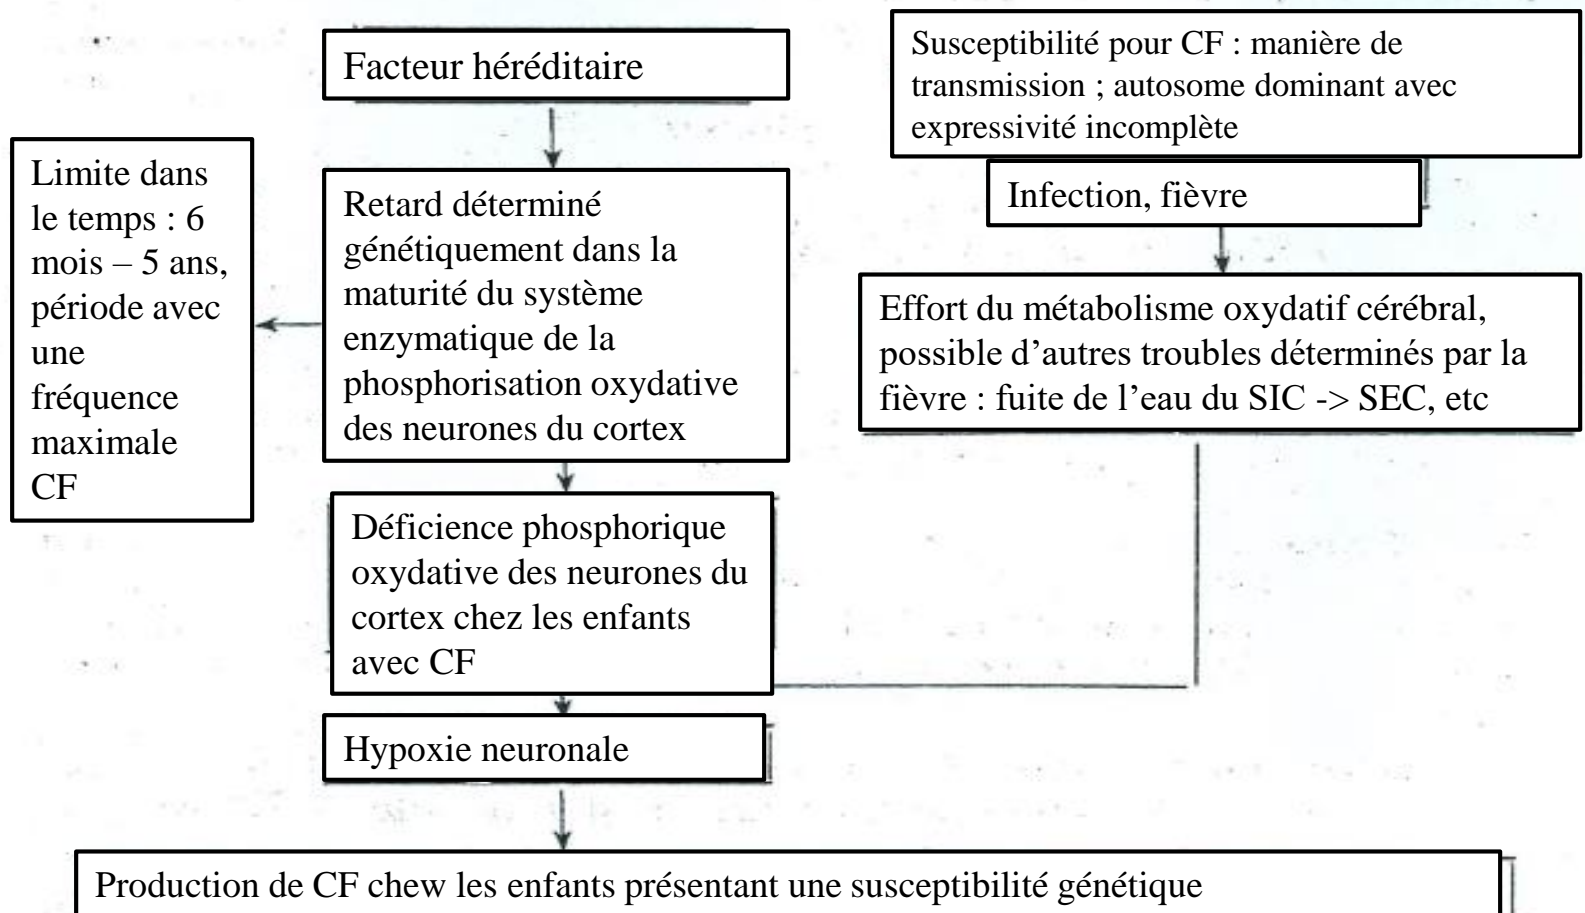 Facteur héréditaire
Susceptibilité pour CF : manière de
transmission ; autosome dominant avec
expressivité incomplète
Limite dans
le temps : 6
mois – 5 ans,
période avec
une
fréquence
maximale
CF
Retard déterminé
génétiquement dans la
maturité du système
enzymatique de la
phosphorisation oxydative
des neurones du cortex
Infection, fièvre
Effort du métabolisme oxydatif cérébral,
possible d’autres troubles déterminés par la
fièvre : fuite de l’eau du SIC -> SEC, etc
Déficience phosphorique
oxydative des neurones du
cortex chez les enfants
avec CF
Hypoxie neuronale
Production de CF chew les enfants présentant une susceptibilité génétique